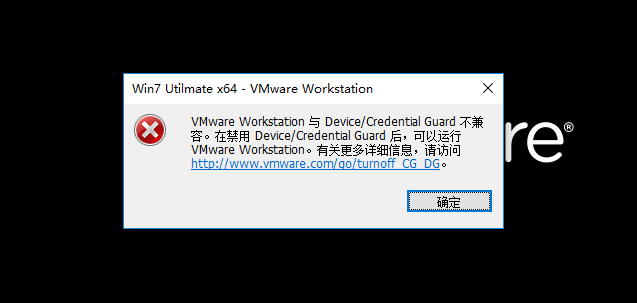 Win7 Utilmate x64 - VMware Workstation
VMware Workstation 与 Device/Credential Guard 不兼
容。在禁用 Device/Credential Guard 后，可以运行
VMware Workstation。有关更多详细信息，请访问
http://www.vmware.com/go/turnoff_CG_DG。
re®
确定